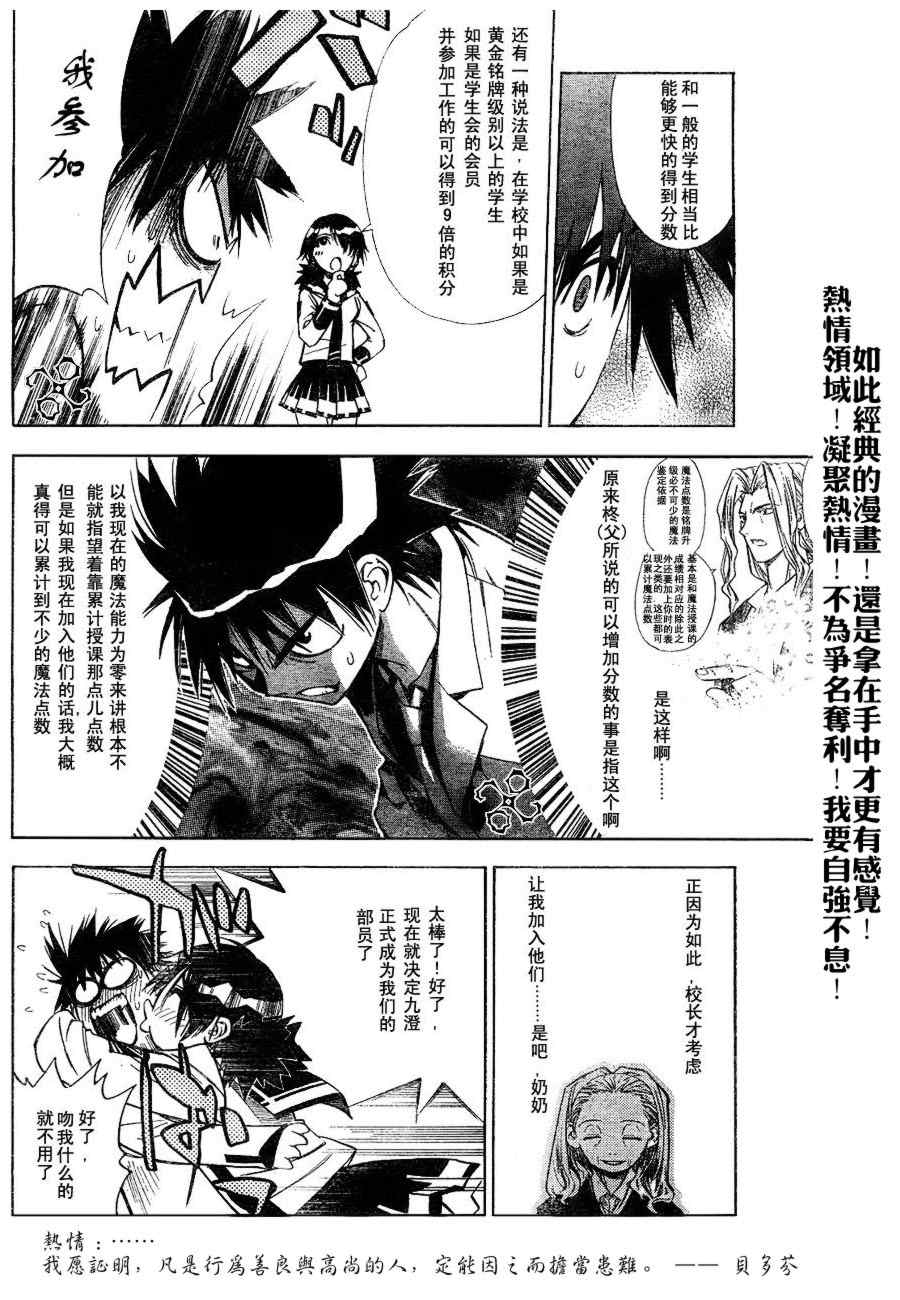 和一般的学生相当比
能够更快的得到分数
还有一种说法是,在学校中如果是
黄金铭牌级别以上的学生
如果是学生会的会员
并参加工作的可以得到9倍的积分
我参加
魔法点数是铭牌升
级必不可少的魔法
鉴定依据
基本是和魔法授课的
成绩相对应的除此之
外还要加上你时的表
现之类的.这些都可
以累计魔法点数
是这样啊……
原来柊(父)所说的可以增加分数的事是指这个啊
以我现在的魔法能力为零来讲根本不
能就指望着靠累计授课那点儿点数
但是如果我现在加入他们的话,我大概
真得可以累计到不少的魔法点数
正因为如此,校长才考虑
让我加入他们……是吧,奶奶
太棒了!好了,
现在就决定九澄
正式成为我们的
部员了
好了,
吻我什么的
就不用了
如此經典的漫畫!還是拿在手中才更有感覺!
熱情領域!凝聚熱情!不為爭名奪利!我要自強不息!
熱情:……
我愿証明,凡是行爲善良與高尚的人,定能因之而擔當患難。 —— 貝多芬